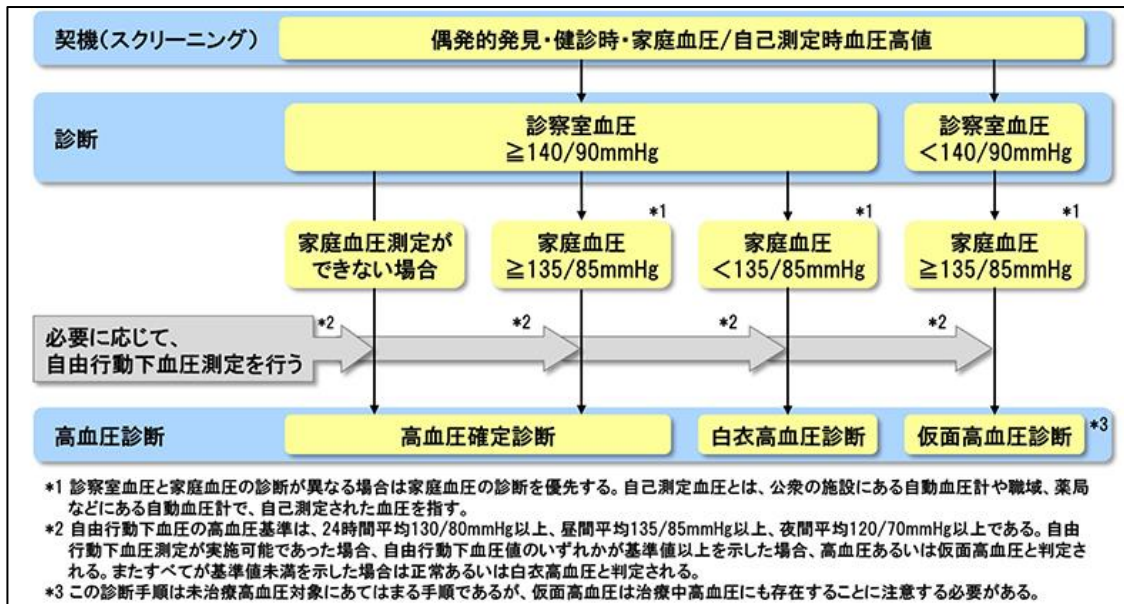 契機(スクリーニング)
偶発的発見・健診時・家庭血圧/自己測定時血圧高値
診断
診察室血圧
≧140/90mmHg
診察室血圧
<140/90mmHg
家庭血圧測定が
できない場合
*1
家庭血圧
≧135/85mmHg
*1
家庭血圧
<135/85mmHg
*1
家庭血圧
≧135/85mmHg
必要に応じて、
自由行動下血圧測定を行う
*2
*2
*2
*2
高血圧診断
高血圧確定診断
白衣高血圧診断
仮面高血圧診断
*3
*1 診察室血圧と家庭血圧の診断が異なる場合は家庭血圧の診断を優先する。自己測定血圧とは、公衆の施設にある自動血圧計や職域、薬局
などにある自動血圧計で、自己測定された血圧を指す。
*2 自由行動下血圧の高血圧基準は、24時間平均130/80mmHg以上、昼間平均135/85mmHg以上、夜間平均120/70mmHg以上である。自由
行動下血圧測定が実施可能であった場合、自由行動下血圧値のいずれかが基準値以上を示した場合、高血圧あるいは仮面高血圧と判定さ
れる。またすべてが基準値未満を示した場合は正常あるいは白衣高血圧と判定される。
*3 この診断手順は未治療高血圧対象にあてはまる手順であるが、仮面高血圧は治療中高血圧にも存在することに注意する必要がある。